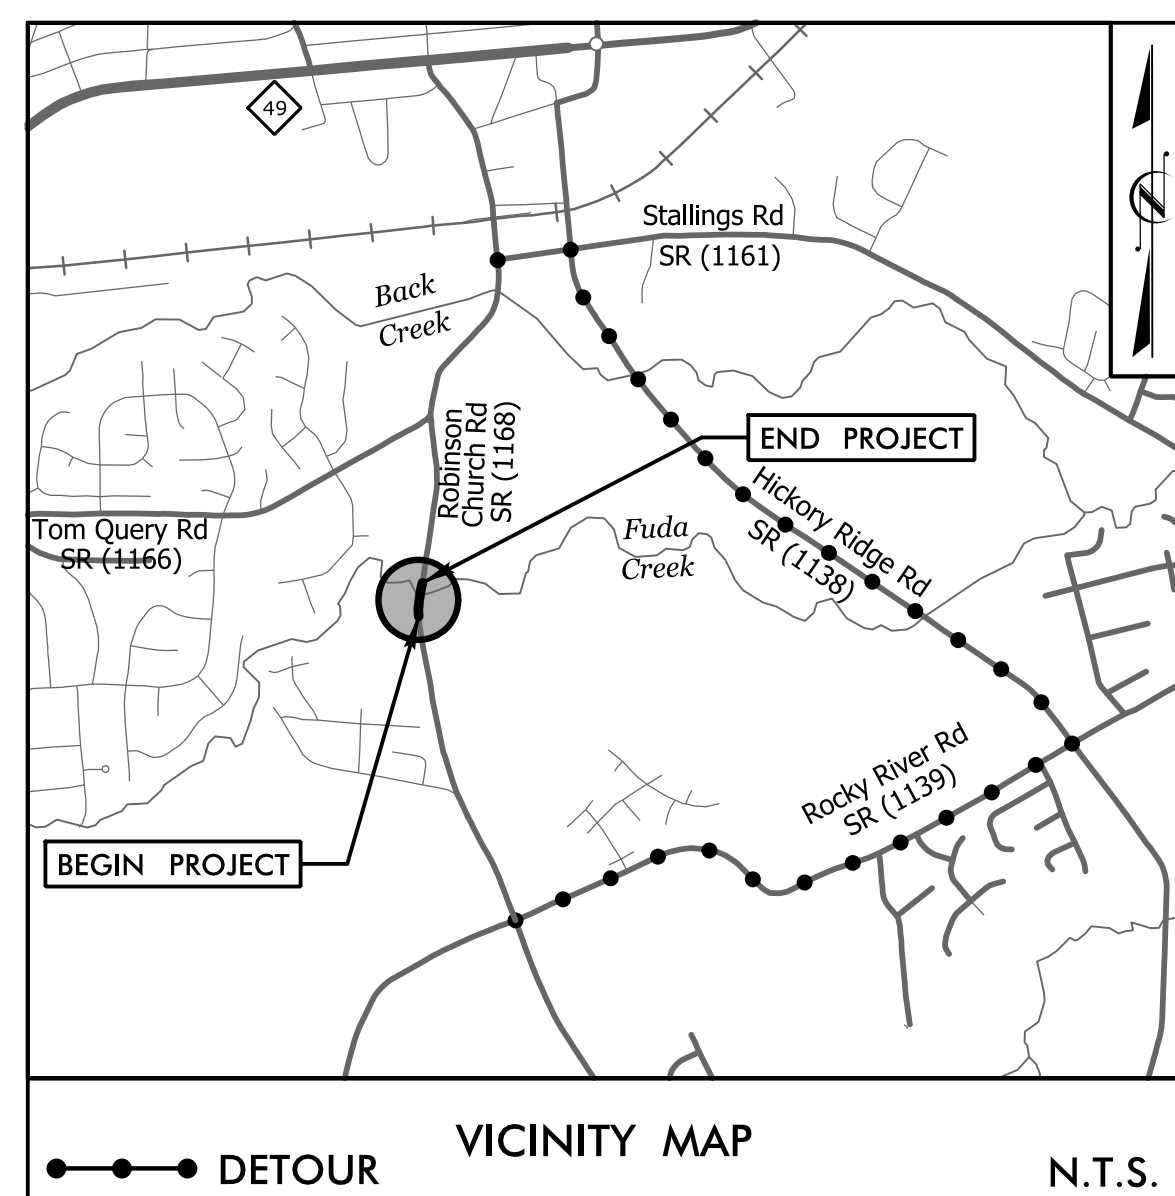 49
Stallings Rd
SR (1161)
Back
Creek
Robinson
Church Rd
SR (1168)
END PROJECT
Hickory Ridge Rd
SR (1138)
Tom Query Rd
SR (1166)
Fuda
Creek
Rocky River Rd
SR (1139)
BEGIN PROJECT
VICINITY MAP
DETOUR
N.T.S.